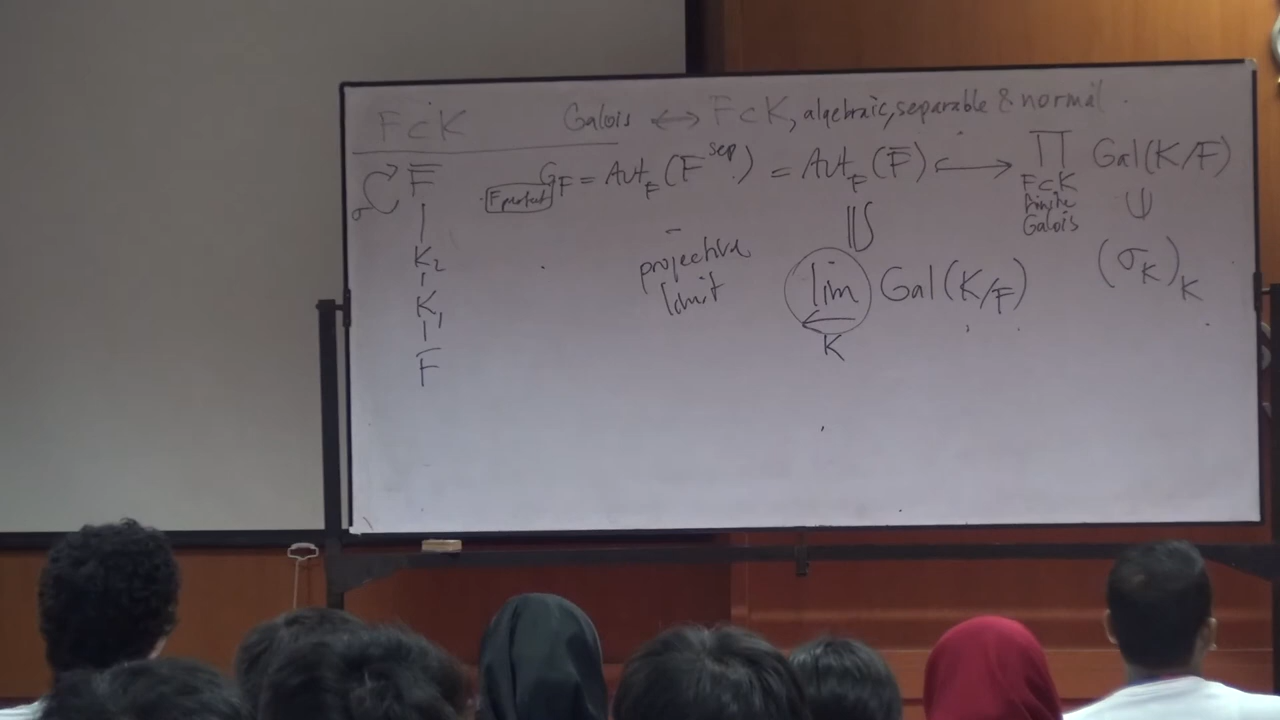 F ⊂ K Galois ↔ F ⊂ K, algebraic, separable & normal.
σ F̄
|
K₂
|
K₁
|
F
F perfect G_F = Aut_F(F^sep) = Aut_F(F̄) ↪ ∏ Gal(K/F)
F⊂K
finite
Galois
projective
limit
≅
lim Gal(K/F)
←
K
∪
(σ_K)_K